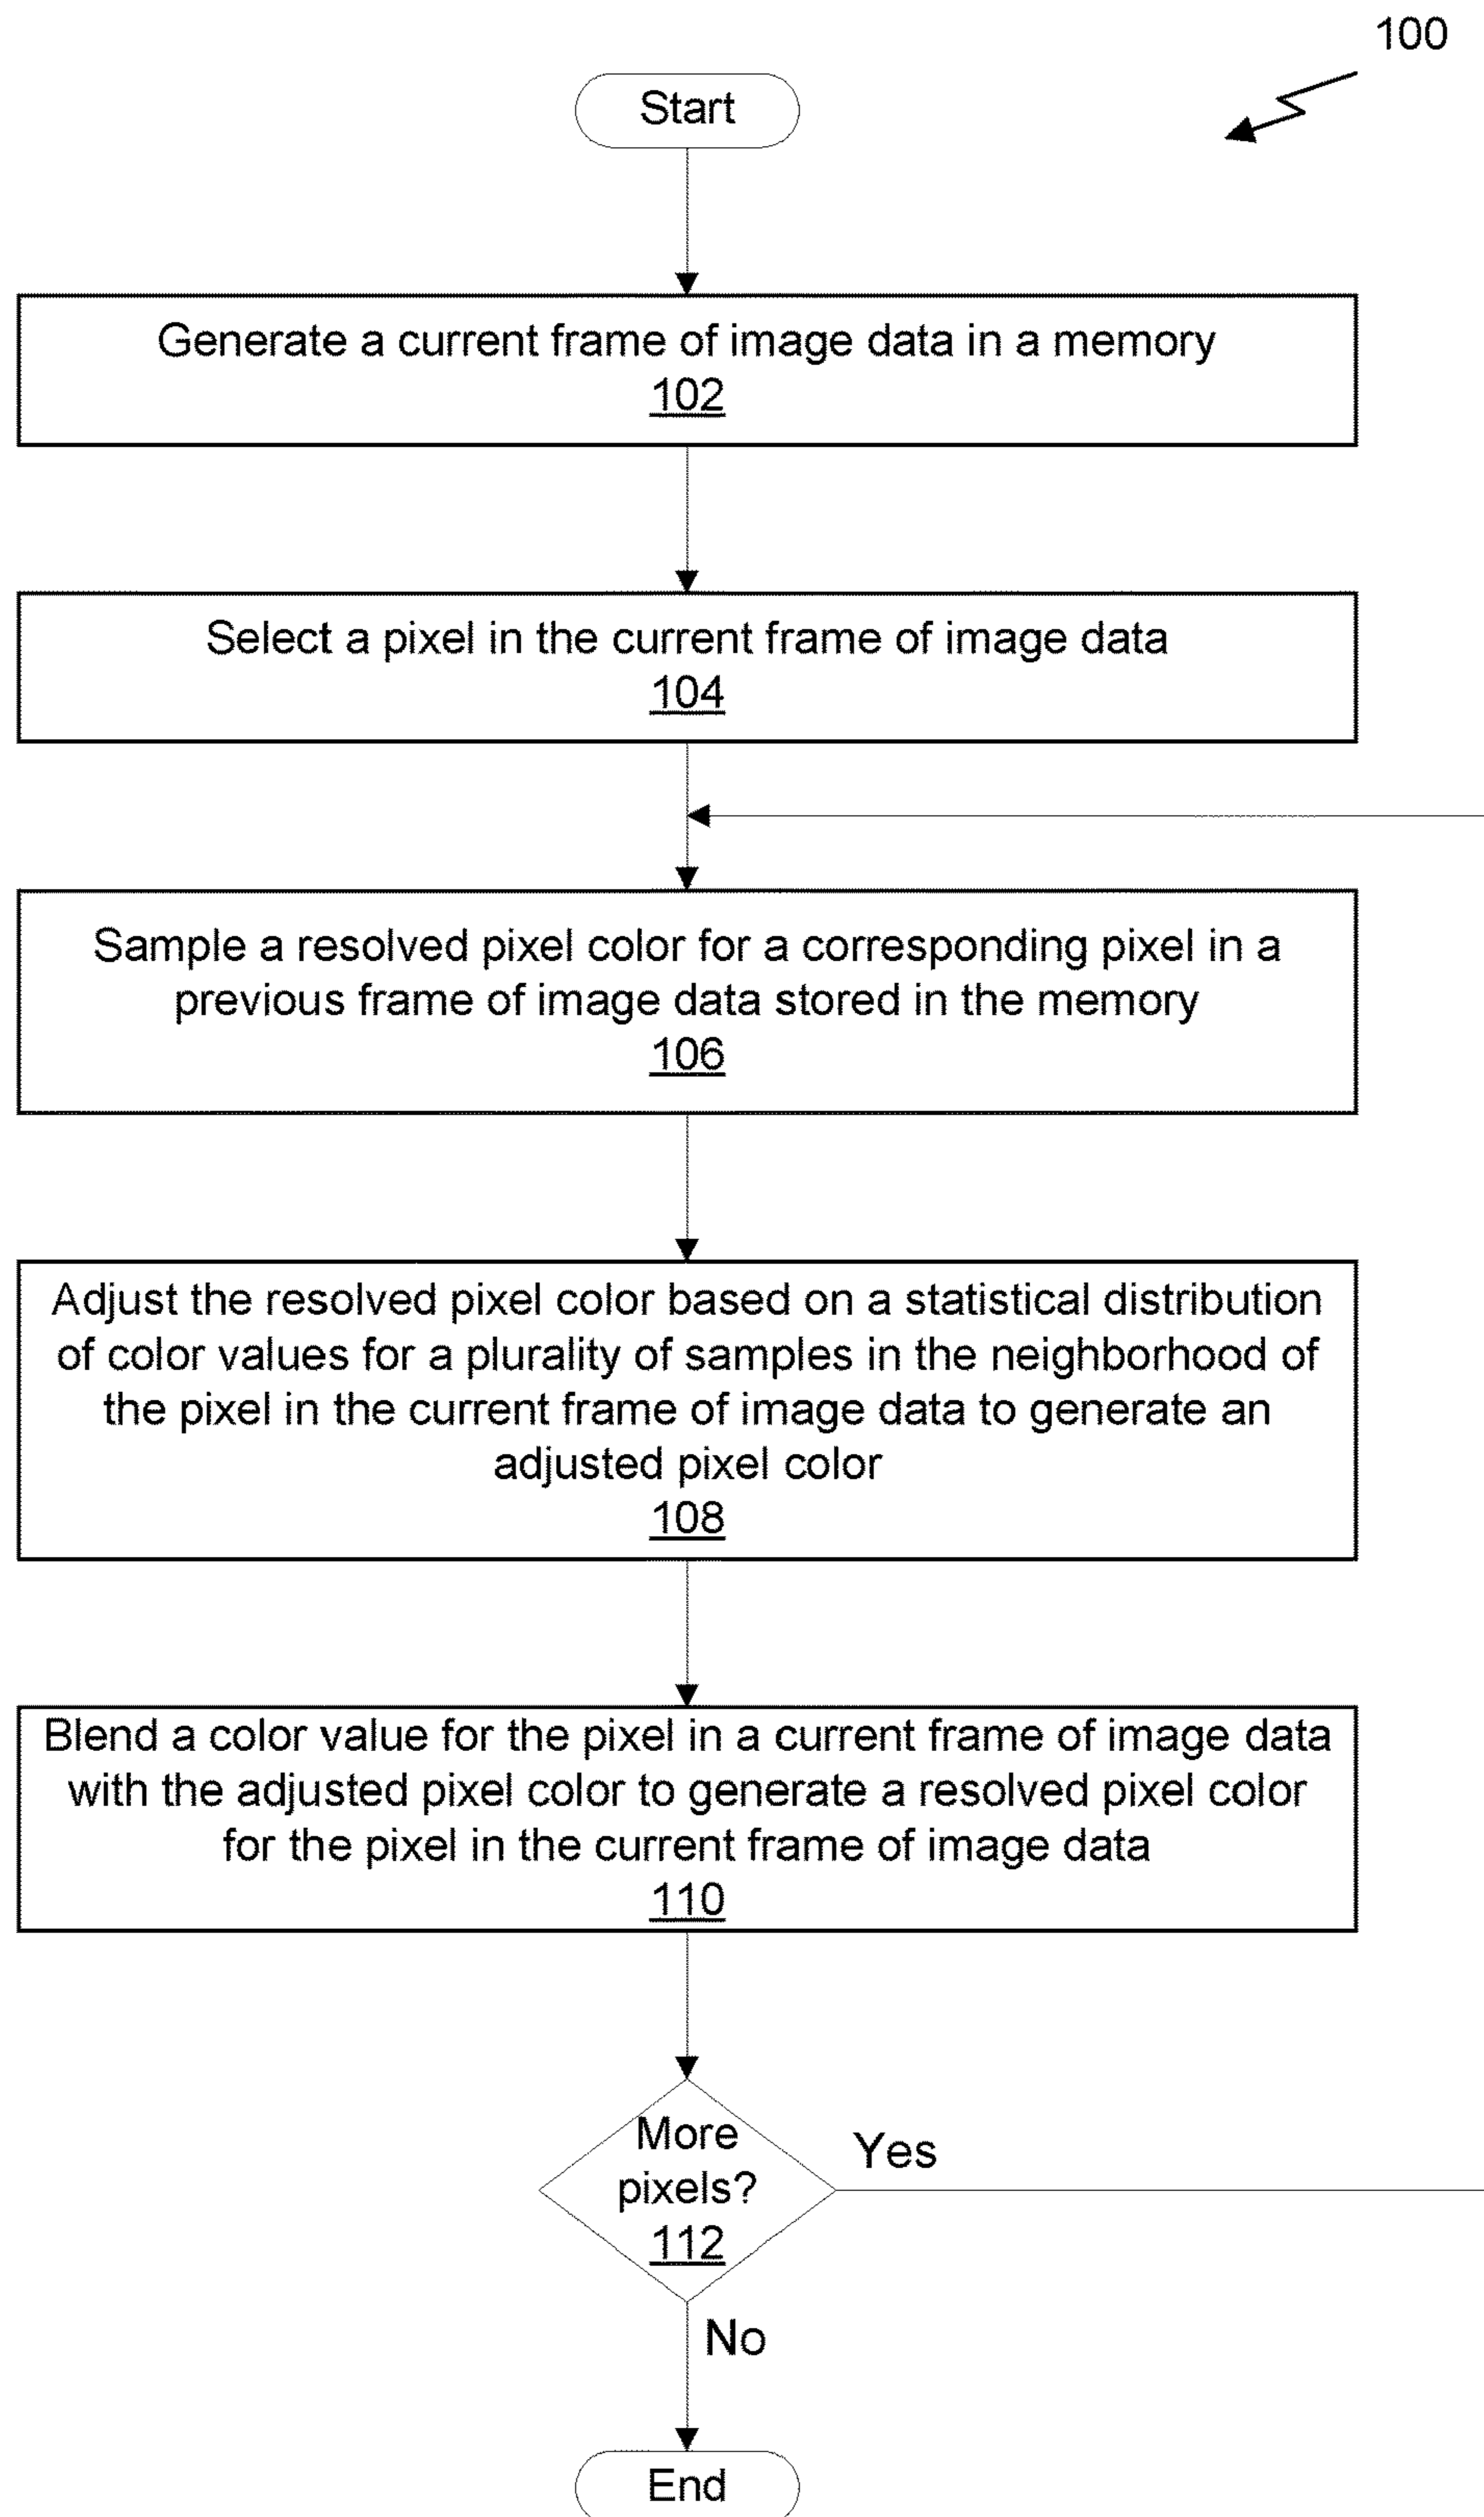 100
Start
Generate a current frame of image data in a memory
102
Select a pixel in the current frame of image data
104
Sample a resolved pixel color for a corresponding pixel in a
previous frame of image data stored in the memory
106
Adjust the resolved pixel color based on a statistical distribution
of color values for a plurality of samples in the neighborhood of
the pixel in the current frame of image data to generate an
adjusted pixel color
108
Blend a color value for the pixel in a current frame of image data
with the adjusted pixel color to generate a resolved pixel color
for the pixel in the current frame of image data
110
More
pixels?
112
Yes
No
End